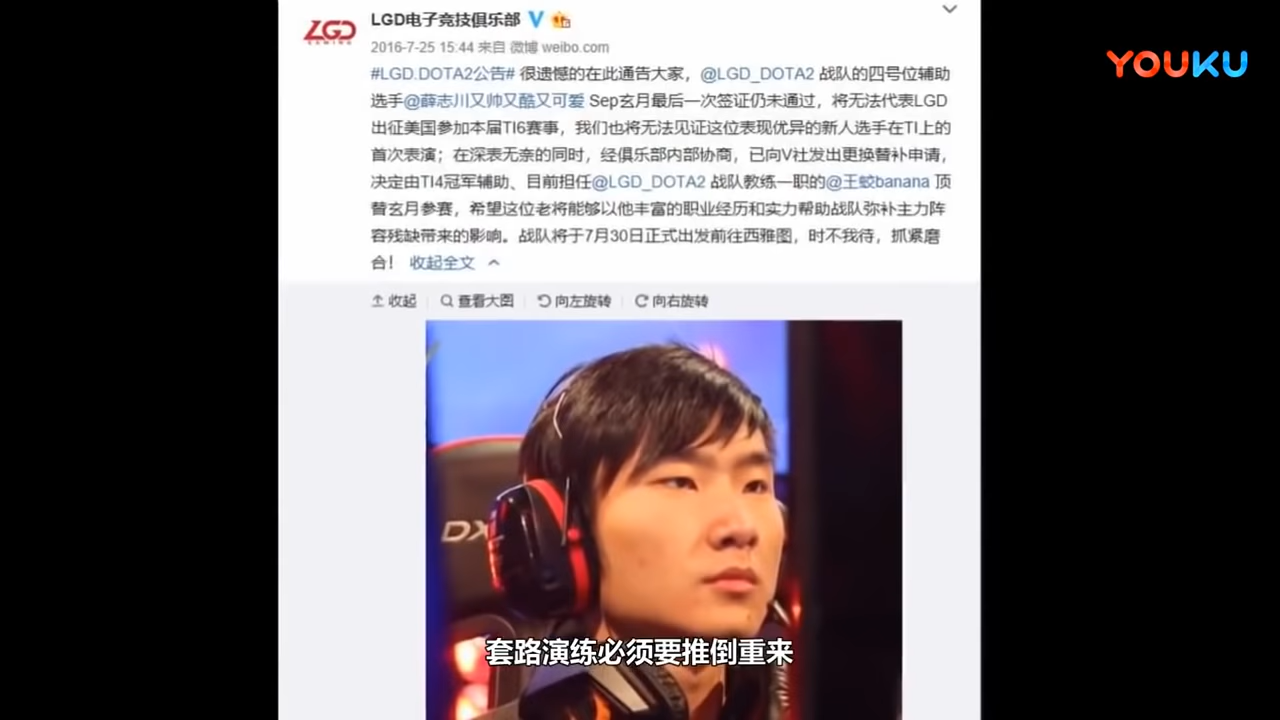 LGD GAMING
LGD电子竞技俱乐部 V
YOUKU
2016-7-25 15:44 来自 微博 weibo.com
#LGD.DOTA2公告# 很遗憾的在此通告大家，@LGD_DOTA2 战队的四号位辅助
选手@薛志川又帅又酷又可爱 Sep玄月最后一次签证仍未通过，将无法代表LGD
出征美国参加本届TI6赛事，我们也将无法见证这位表现优异的新人选手在TI上的
首次表演；在深表无奈的同时，经俱乐部内部协商，已向V社发出更换替补申请，
决定由TI4冠军辅助、目前担任@LGD_DOTA2 战队教练一职的@王蛟banana 顶
替玄月参赛，希望这位老将能够以他丰富的职业经历和实力帮助战队弥补主力阵
容残缺带来的影响。战队将于7月30日正式出发前往西雅图，时不我待，抓紧磨
合！ 收起全文
收起 查看大图 向左旋转 向右旋转
DX
套路演练必须要推倒重来